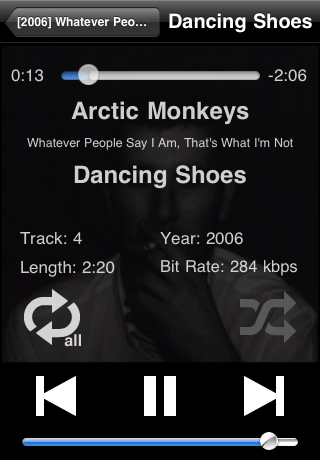 [2006] Whatever Peo... Dancing Shoes
0:13 -2:06
Arctic Monkeys
Whatever People Say I Am, That's What I'm Not
Dancing Shoes
Track: 4 Year: 2006
Length: 2:20 Bit Rate: 284 kbps
all